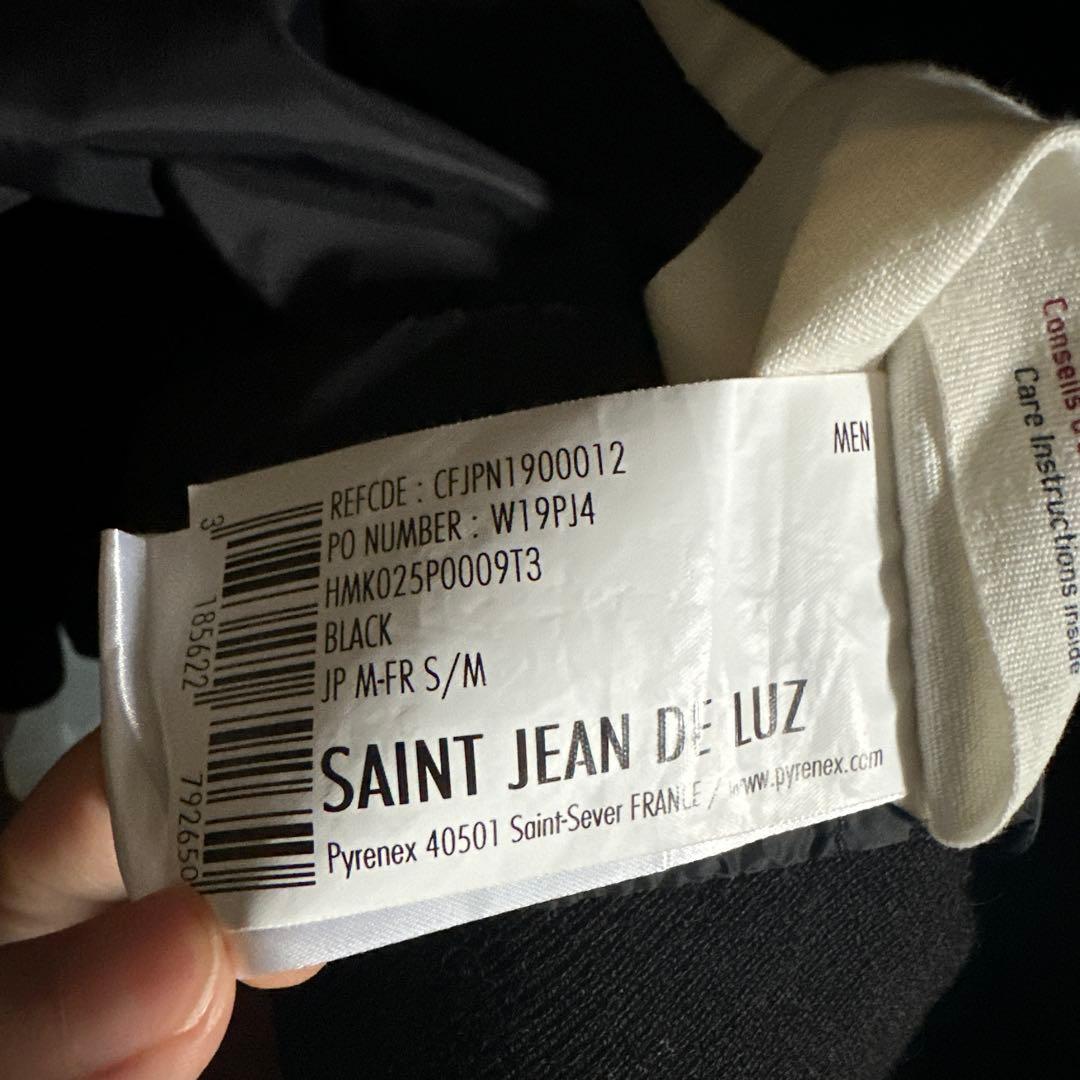 MEN
REFCDE : CFJPN1900012
PO NUMBER : W19PJ4
HMK025P0009T3
BLACK
JP M-FR S/M
SAINT JEAN DE LUZ
Pyrenex 40501 Saint-Sever FRANCE / www.pyrenex.com
3 185622 792650
Conseils
Care Instructions inside